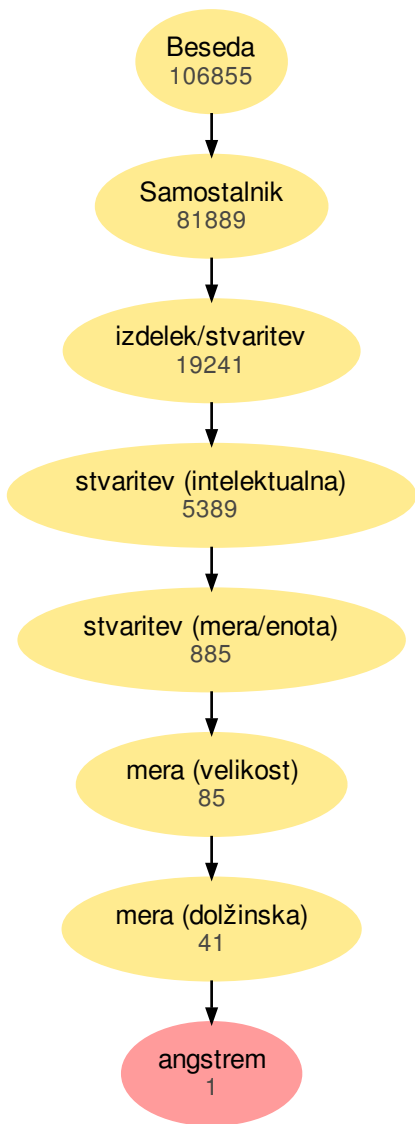 Beseda
106855
Samostalnik
81889
izdelek/stvaritev
19241
stvaritev (intelektualna)
5389
stvaritev (mera/enota)
885
mera (velikost)
85
mera (dolžinska)
41
angstrem
1